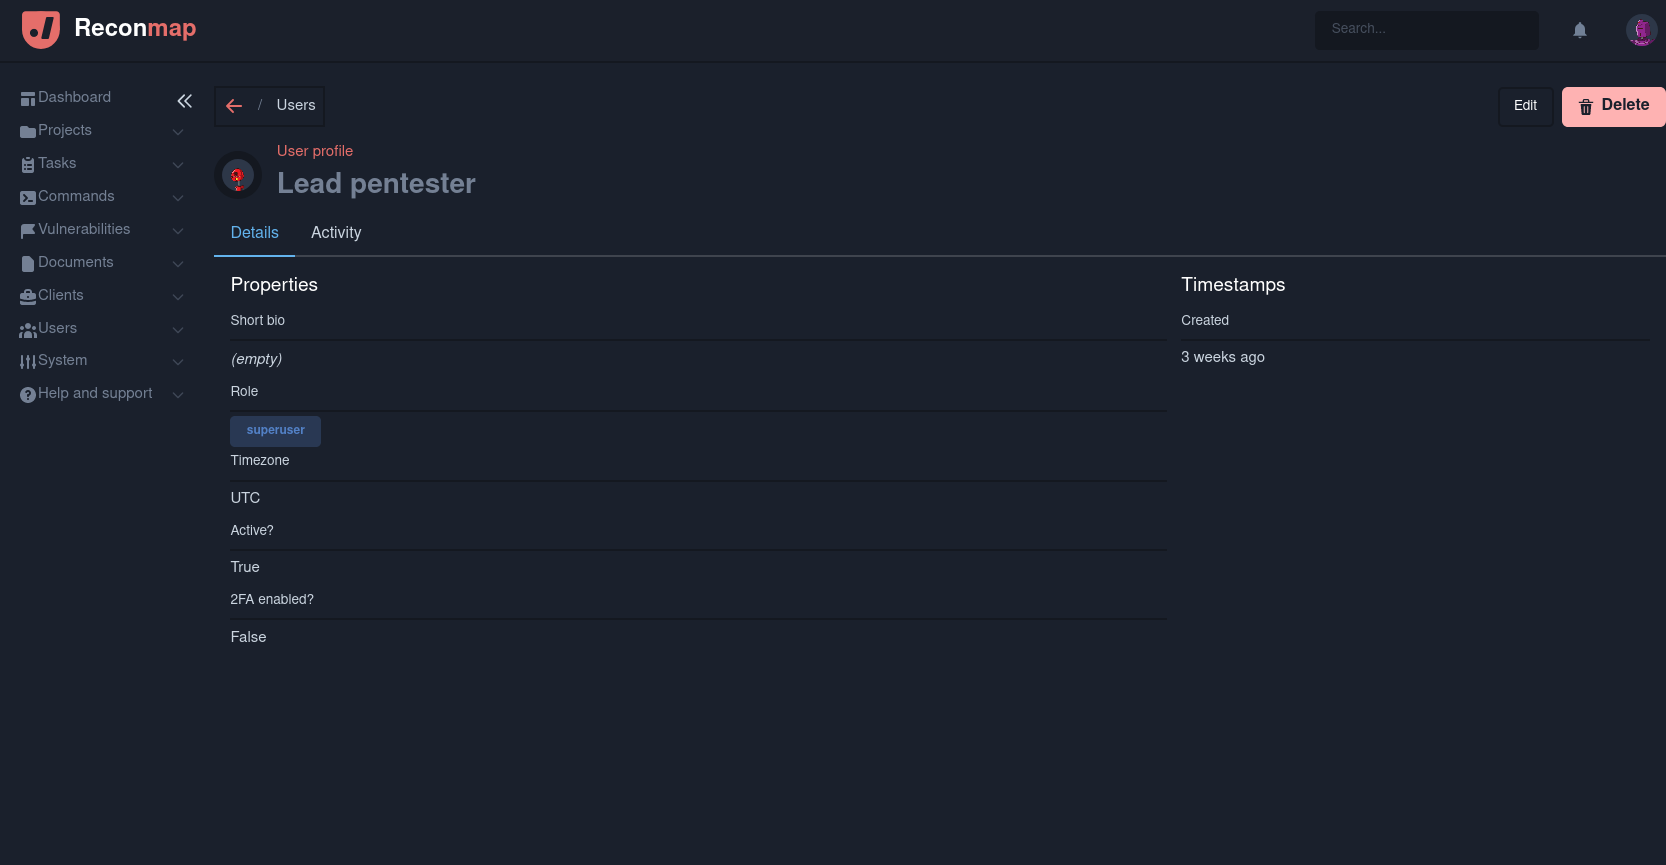 Reconmap
Search...
Dashboard
Projects
Tasks
Commands
Vulnerabilities
Documents
Clients
Users
System
Help and support
/ Users
Edit
Delete
User profile
Lead pentester
Details Activity
Properties
Short bio
(empty)
Role
superuser
Timezone
UTC
Active?
True
2FA enabled?
False
Timestamps
Created
3 weeks ago